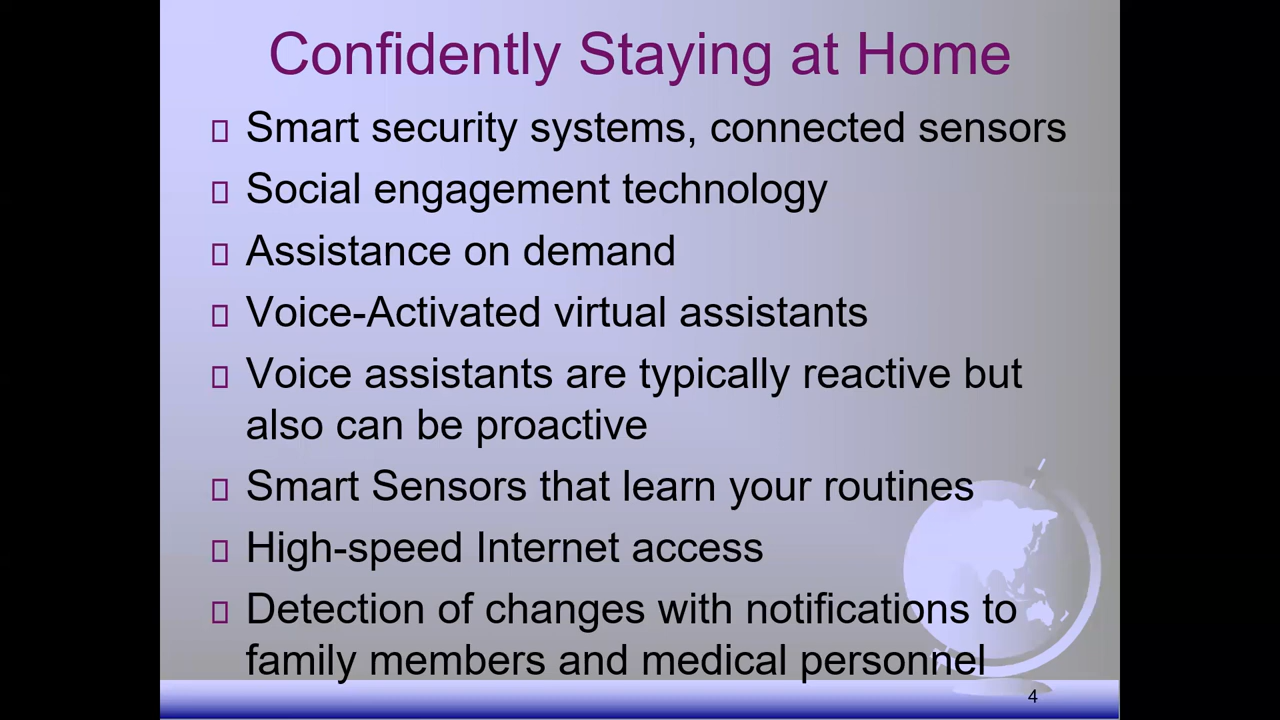 Confidently Staying at Home
Smart security systems, connected sensors
Social engagement technology
Assistance on demand
Voice-Activated virtual assistants
Voice assistants are typically reactive but
also can be proactive
Smart Sensors that learn your routines
High-speed Internet access
Detection of changes with notifications to
family members and medical personnel
4